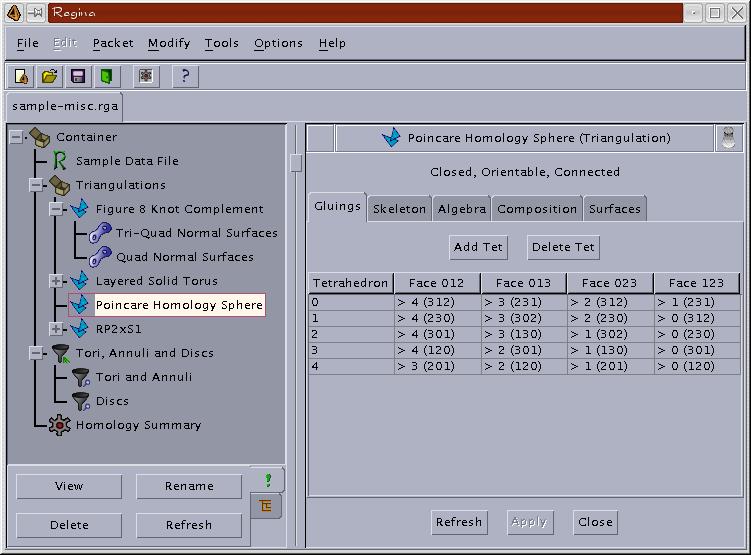 Regina
File Edit Packet Modify Tools Options Help
?
sample-misc.rga
Container
Sample Data File
Triangulations
Figure 8 Knot Complement
Tri-Quad Normal Surfaces
Quad Normal Surfaces
Layered Solid Torus
Poincare Homology Sphere
RP2xS1
Tori, Annuli and Discs
Tori and Annuli
Discs
Homology Summary
View Rename
Delete Refresh
!
Poincare Homology Sphere (Triangulation)
Closed, Orientable, Connected
Gluings Skeleton Algebra Composition Surfaces
Add Tet Delete Tet
Tetrahedron Face 012 Face 013 Face 023 Face 123
0 > 4 (312) > 3 (231) > 2 (312) > 1 (231)
1 > 4 (230) > 3 (302) > 2 (230) > 0 (312)
2 > 4 (301) > 3 (130) > 1 (302) > 0 (230)
3 > 4 (120) > 2 (301) > 1 (130) > 0 (301)
4 > 3 (201) > 2 (120) > 1 (201) > 0 (120)
Refresh Apply Close